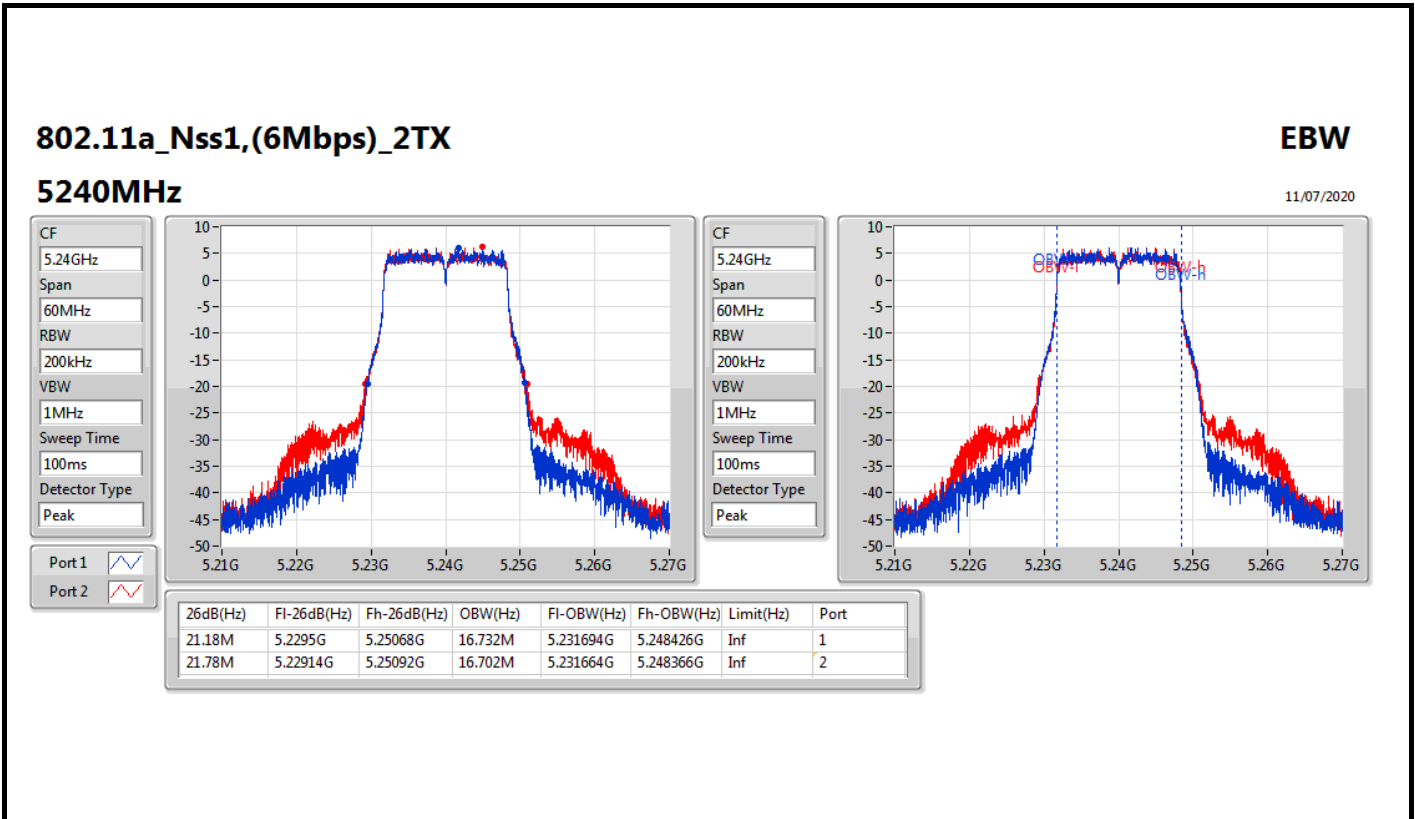 802.11a_Nss1,(6Mbps)_2TX
EBW
5240MHz
11/07/2020
CF
5.24GHz
Span
60MHz
RBW
200kHz
VBW
1MHz
Sweep Time
100ms
Detector Type
Peak
Port 1
Port 2
10
5
0
-5
-10
-15
-20
-25
-30
-35
-40
-45
-50
5.21G 5.22G 5.23G 5.24G 5.25G 5.26G 5.27G
CF
5.24GHz
Span
60MHz
RBW
200kHz
VBW
1MHz
Sweep Time
100ms
Detector Type
Peak
10
5
0
-5
-10
-15
-20
-25
-30
-35
-40
-45
-50
OBW-l
OBW-h
OBW-h
5.21G 5.22G 5.23G 5.24G 5.25G 5.26G 5.27G
26dB(Hz) Fl-26dB(Hz) Fh-26dB(Hz) OBW(Hz) Fl-OBW(Hz) Fh-OBW(Hz) Limit(Hz) Port
21.18M 5.2295G 5.25068G 16.732M 5.231694G 5.248426G Inf 1
21.78M 5.22914G 5.25092G 16.702M 5.231664G 5.248366G Inf 2